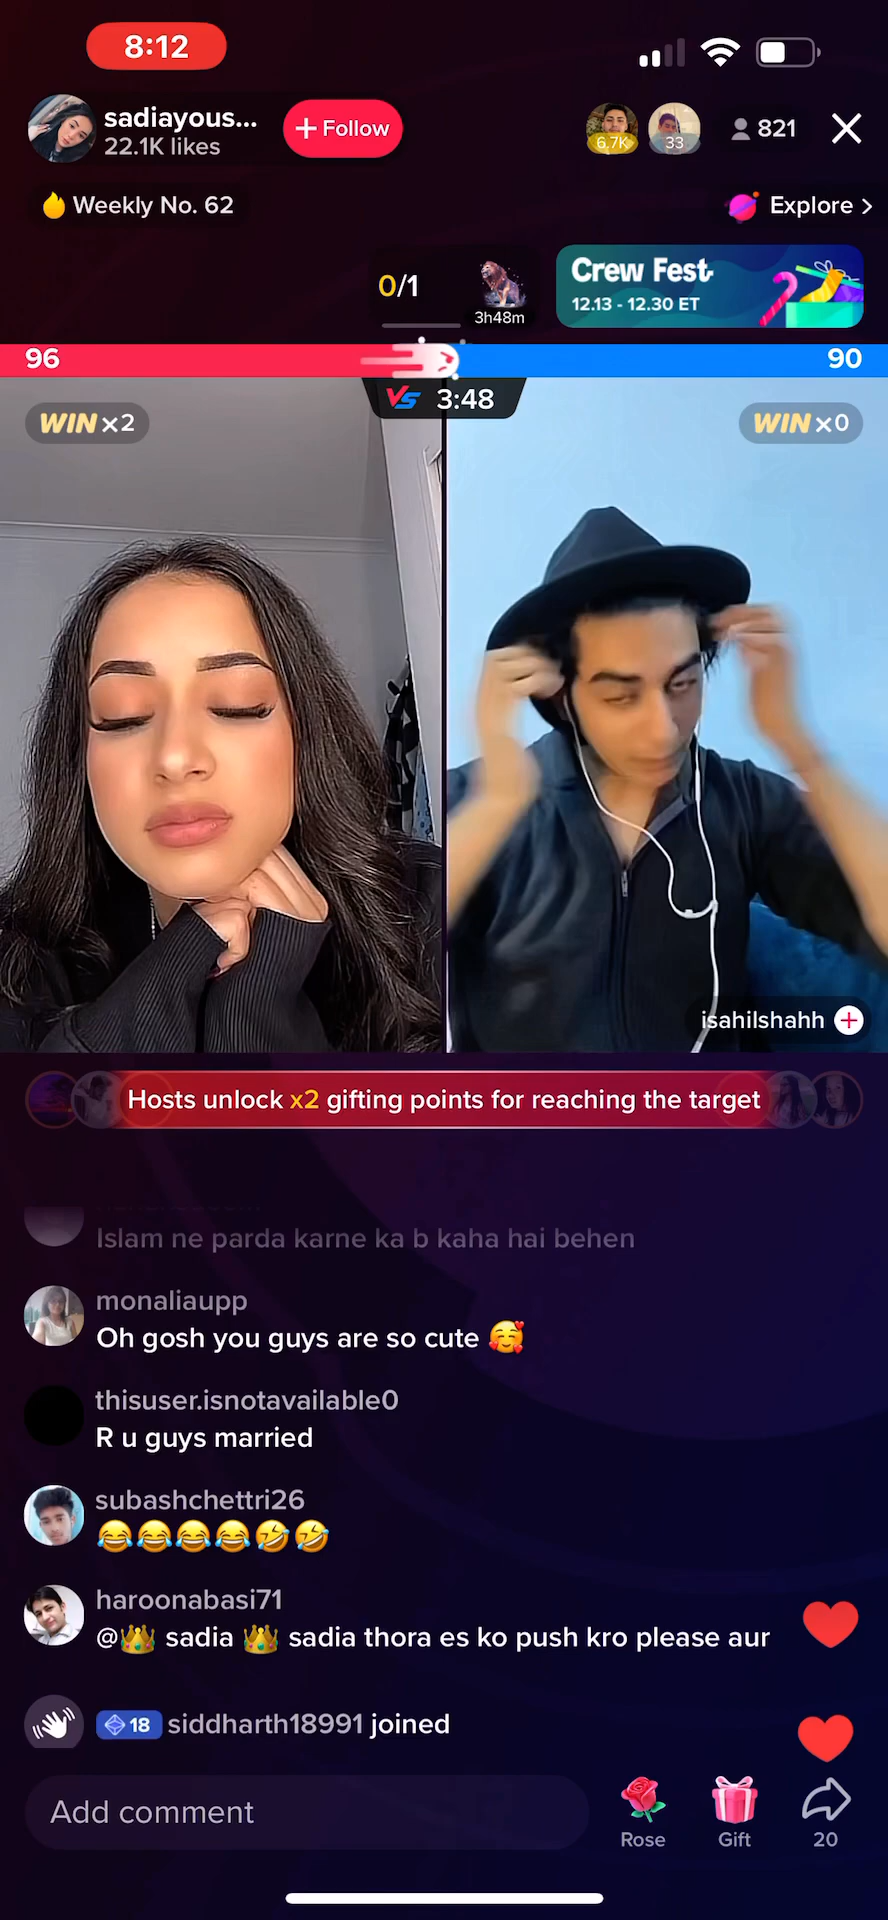 8:12
sadiayous...
22.1K likes
+ Follow
6.7K
33
821
Weekly No. 62
Explore >
0/1
3h48m
Crew Fest
12.13 - 12.30 ET
96
90
VS 3:48
WIN x2
WIN x0
isahilshahh
Hosts unlock x2 gifting points for reaching the target
Islam ne parda karne ka b kaha hai behen
monaliaupp
Oh gosh you guys are so cute 🥰
thisuser.isnotavailable0
R u guys married
subashchettri26
😂😂😂😂🤣🤣
haroonabasi71
@👑 sadia 👑 sadia thora es ko push kro please aur
18 siddharth18991 joined
Add comment
Rose
Gift
20